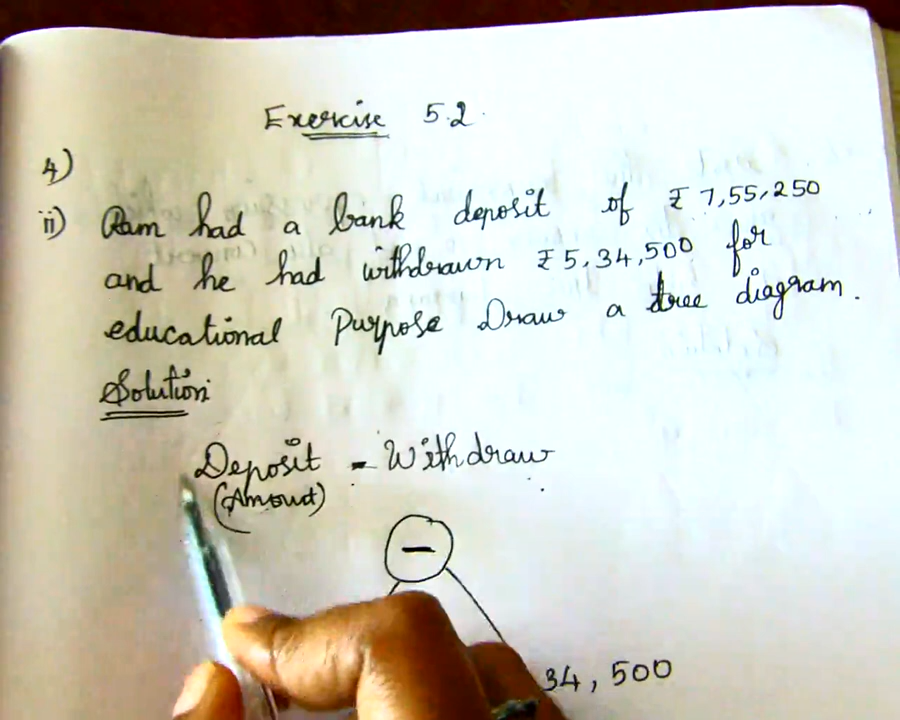 Exercise 5.2
4)
ii) Ram had a bank deposit of ₹ 7,55,250
and he had withdrawn ₹ 5,34,500 for
educational Purpose Draw a tree diagram.
Solution
Deposit - Withdraw
(Amout)
−
34,500